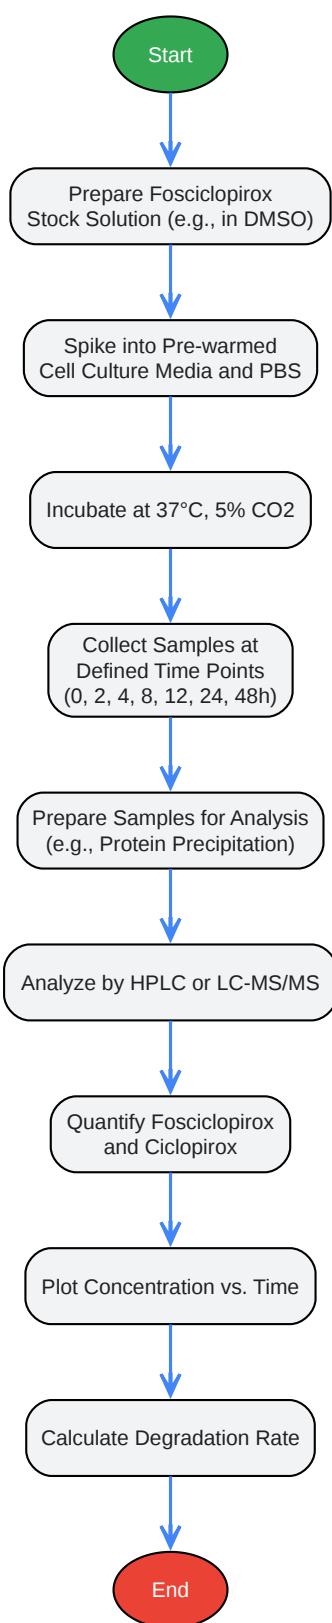 Start
Prepare Fosciclopirox
Stock Solution (e.g., in DMSO)
Spike into Pre-warmed
Cell Culture Media and PBS
Incubate at 37°C, 5% CO2
Collect Samples at
Defined Time Points
(0, 2, 4, 8, 12, 24, 48h)
Prepare Samples for Analysis
(e.g., Protein Precipitation)
Analyze by HPLC or LC-MS/MS
Quantify Fosciclopirox
and Ciclopirox
Plot Concentration vs. Time
Calculate Degradation Rate
End